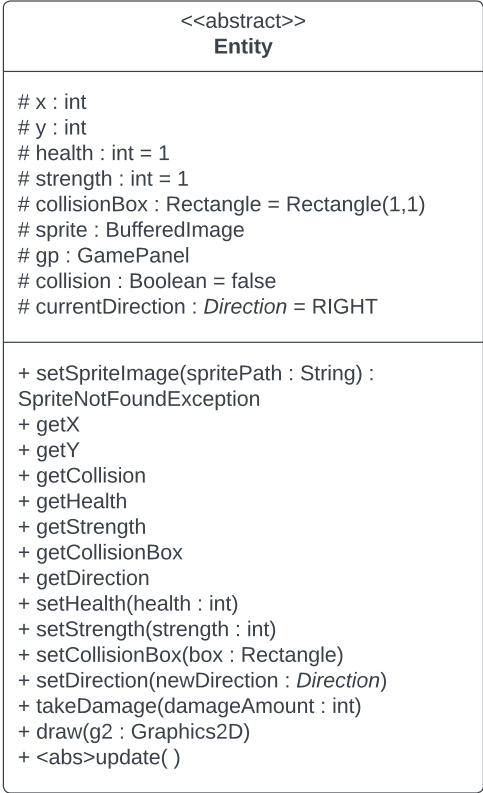 <<abstract>>
Entity
# x : int
# y : int
# health : int = 1
# strength : int = 1
# collisionBox : Rectangle = Rectangle(1,1)
# sprite : BufferedImage
# gp : GamePanel
# collision : Boolean = false
# currentDirection : Direction = RIGHT
+ setSpriteImage(spritePath : String) :
SpriteNotFoundException
+ getX
+ getY
+ getCollision
+ getHealth
+ getStrength
+ getCollisionBox
+ getDirection
+ setHealth(health : int)
+ setStrength(strength : int)
+ setCollisionBox(box : Rectangle)
+ setDirection(newDirection : Direction)
+ takeDamage(damageAmount : int)
+ draw(g2 : Graphics2D)
+ <abs>update( )